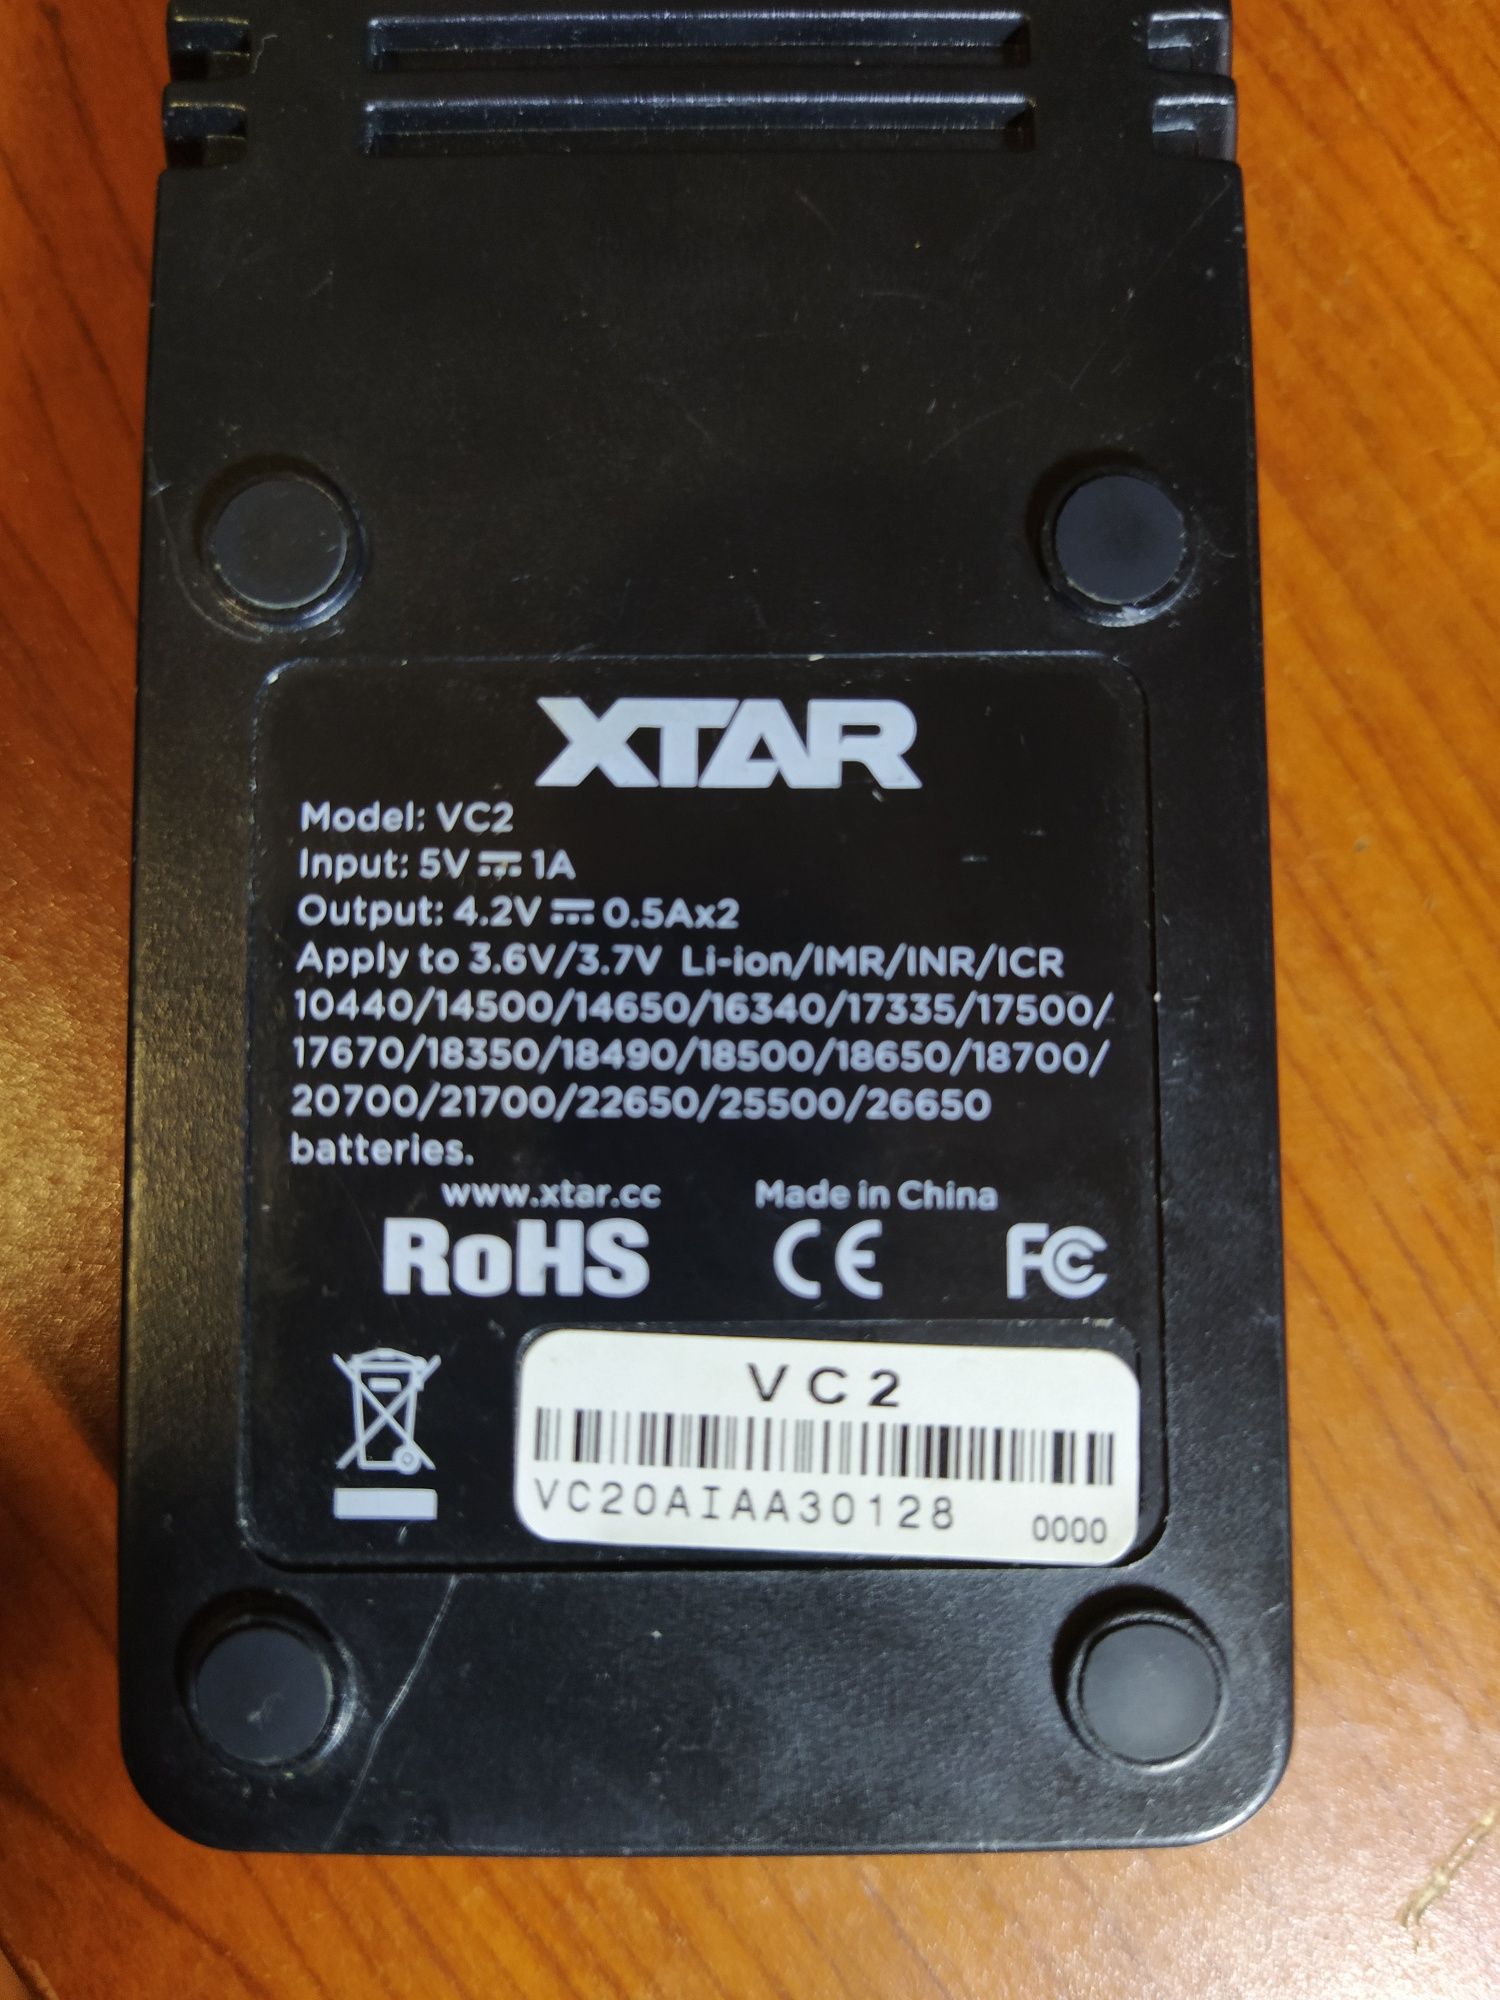 XTAR
Model: VC2
Input: 5V⎓1A
Output: 4.2V⎓0.5Ax2
Apply to 3.6V/3.7V Li-ion/IMR/INR/ICR
10440/14500/14650/16340/17335/17500/
17670/18350/18490/18500/18650/18700/
20700/21700/22650/25500/26650
batteries.
www.xtar.cc Made in China
RoHS CE FC
VC2
VC20AIAA30128 0000